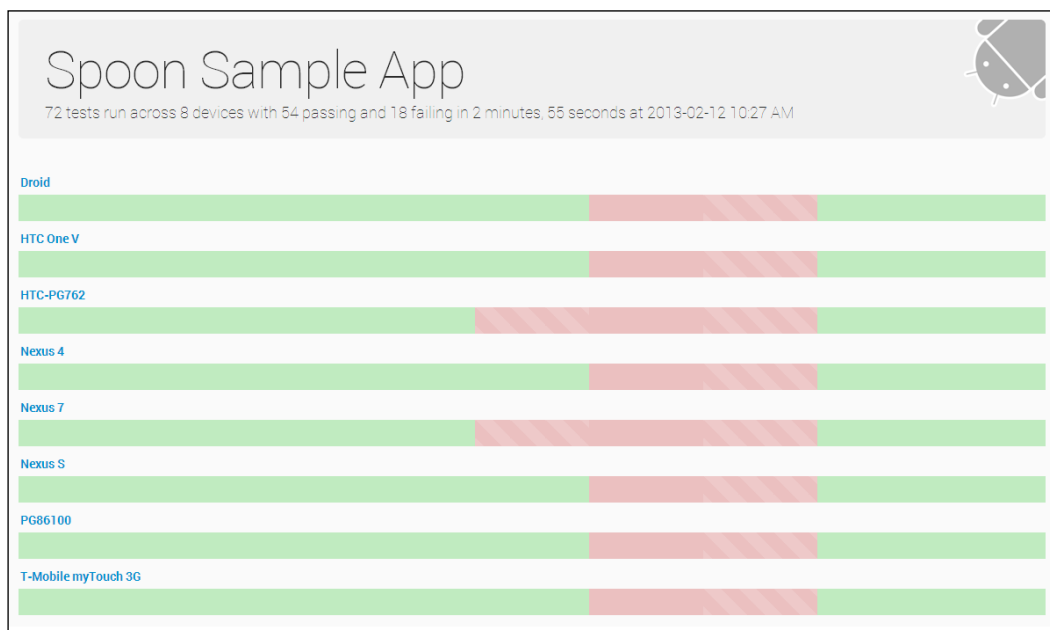 Spoon Sample App
72 tests run across 8 devices with 54 passing and 18 failing in 2 minutes, 55 seconds at 2013-02-12 10:27 AM
Droid
HTC One V
HTC-PG762
Nexus 4
Nexus 7
Nexus S
PG86100
T-Mobile myTouch 3G